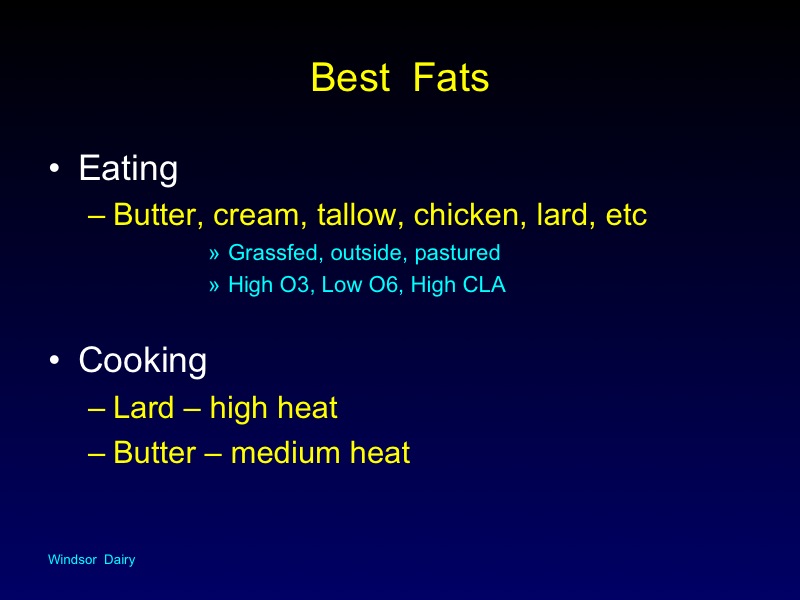 Best Fats
• Eating
– Butter, cream, tallow, chicken, lard, etc
» Grassfed, outside, pastured
» High O3, Low O6, High CLA
• Cooking
– Lard – high heat
– Butter – medium heat
Windsor Dairy